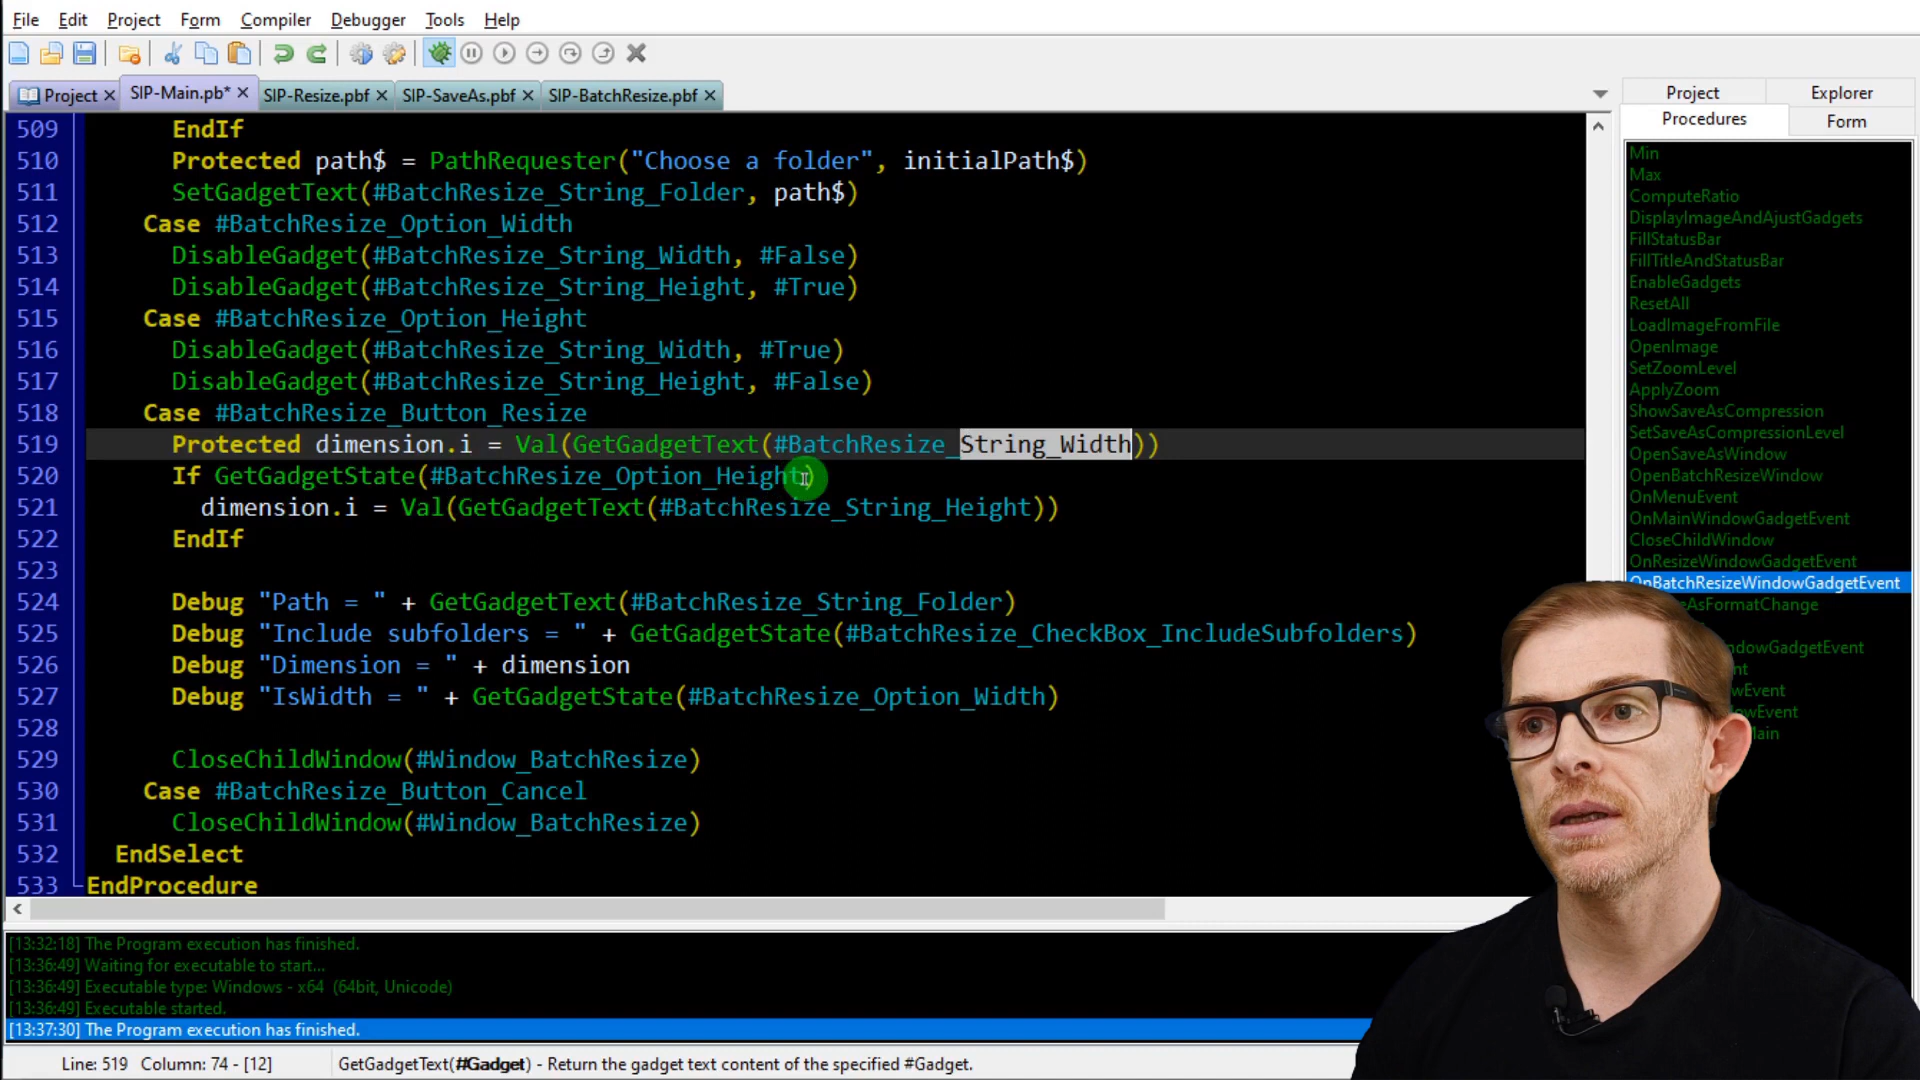 File Edit Project Form Compiler Debugger Tools Help
Project SIP-Main.pb* SIP-Resize.pbf SIP-SaveAs.pbf SIP-BatchResize.pbf
509 EndIf
510 Protected path$ = PathRequester("Choose a folder", initialPath$)
511 SetGadgetText(#BatchResize_String_Folder, path$)
512 Case #BatchResize_Option_Width
513 DisableGadget(#BatchResize_String_Width, #False)
514 DisableGadget(#BatchResize_String_Height, #True)
515 Case #BatchResize_Option_Height
516 DisableGadget(#BatchResize_String_Width, #True)
517 DisableGadget(#BatchResize_String_Height, #False)
518 Case #BatchResize_Button_Resize
519 Protected dimension.i = Val(GetGadgetText(#BatchResize_String_Width))
520 If GetGadgetState(#BatchResize_Option_Height)
521 dimension.i = Val(GetGadgetText(#BatchResize_String_Height))
522 EndIf
523
524 Debug "Path = " + GetGadgetText(#BatchResize_String_Folder)
525 Debug "Include subfolders = " + GetGadgetState(#BatchResize_CheckBox_IncludeSubfolders)
526 Debug "Dimension = " + dimension
527 Debug "IsWidth = " + GetGadgetState(#BatchResize_Option_Width)
528
529 CloseChildWindow(#Window_BatchResize)
530 Case #BatchResize_Button_Cancel
531 CloseChildWindow(#Window_BatchResize)
532 EndSelect
533 EndProcedure
Project Explorer
Procedures Form
Min
Max
ComputeRatio
DisplayImageAndAjustGadgets
FillStatusBar
FillTitleAndStatusBar
EnableGadgets
ResetAll
LoadImageFromFile
OpenImage
SetZoomLevel
ApplyZoom
ShowSaveAsCompression
SetSaveAsCompressionLevel
OpenSaveAsWindow
OpenBatchResizeWindow
OnMenuEvent
OnMainWindowGadgetEvent
CloseChildWindow
OnResizeWindowGadgetEvent
OnBatchResizeWindowGadgetEvent
eAsFormatChange
ndowGadgetEvent
nt
wEvent
owEvent
Main
[13:32:18] The Program execution has finished.
[13:36:49] Waiting for executable to start...
[13:36:49] Executable type: Windows - x64 (64bit, Unicode)
[13:36:49] Executable started.
[13:37:30] The Program execution has finished.
Line: 519 Column: 74 - [12] GetGadgetText(#Gadget) - Return the gadget text content of the specified #Gadget.